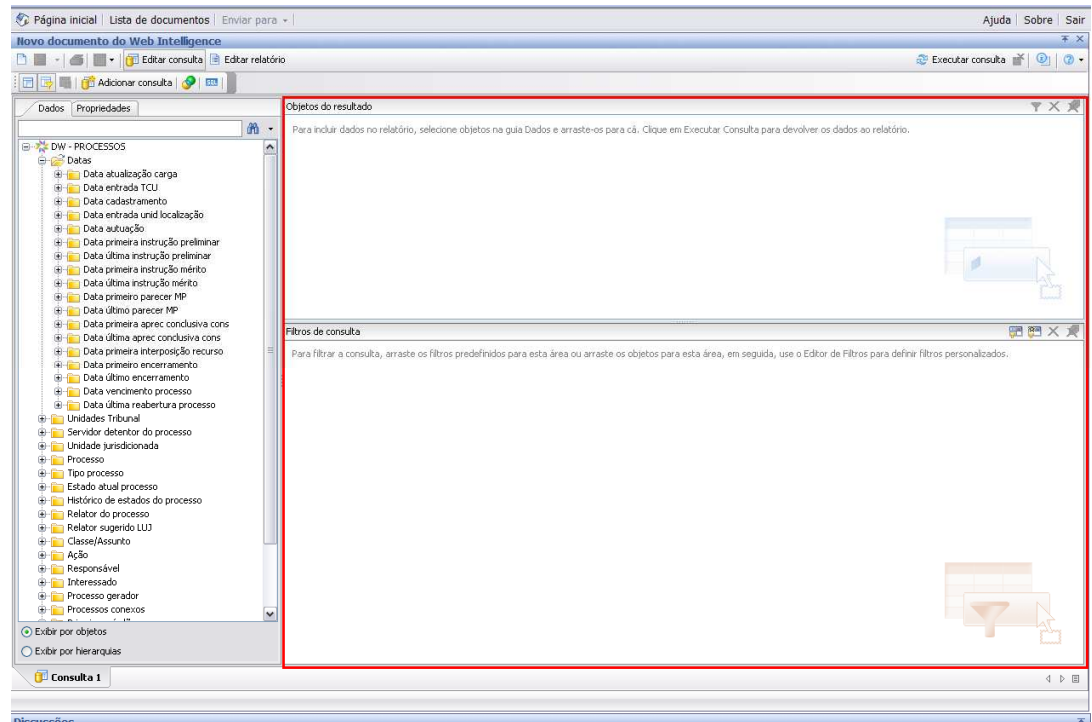 Página inicial | Lista de documentos | Enviar para
Ajuda | Sobre | Sair
Novo documento do Web Intelligence
Editar consulta Editar relatório
Executar consulta
Adicionar consulta SQL
Dados Propriedades
DW - PROCESSOS
Datas
Data atualização carga
Data entrada TCU
Data cadastramento
Data entrada unid localização
Data autuação
Data primeira instrução preliminar
Data última instrução preliminar
Data primeira instrução mérito
Data última instrução mérito
Data primeiro parecer MP
Data último parecer MP
Data primeira aprec conclusiva cons
Data última aprec conclusiva cons
Data primeira interposição recurso
Data primeiro encerramento
Data último encerramento
Data vencimento processo
Data última reabertura processo
Unidades Tribunal
Servidor detentor do processo
Unidade jurisdicionada
Processo
Tipo processo
Estado atual processo
Histórico de estados do processo
Relator do processo
Relator sugerido LUJ
Classe/Assunto
Ação
Responsável
Interessado
Processo gerador
Processos conexos
Exibir por objetos
Exibir por hierarquias
Objetos do resultado
Para incluir dados no relatório, selecione objetos na guia Dados e arraste-os para cá. Clique em Executar Consulta para devolver os dados ao relatório.
Filtros de consulta
Para filtrar a consulta, arraste os filtros predefinidos para esta área ou arraste os objetos para esta área, em seguida, use o Editor de Filtros para definir filtros personalizados.
Consulta 1
Discussões